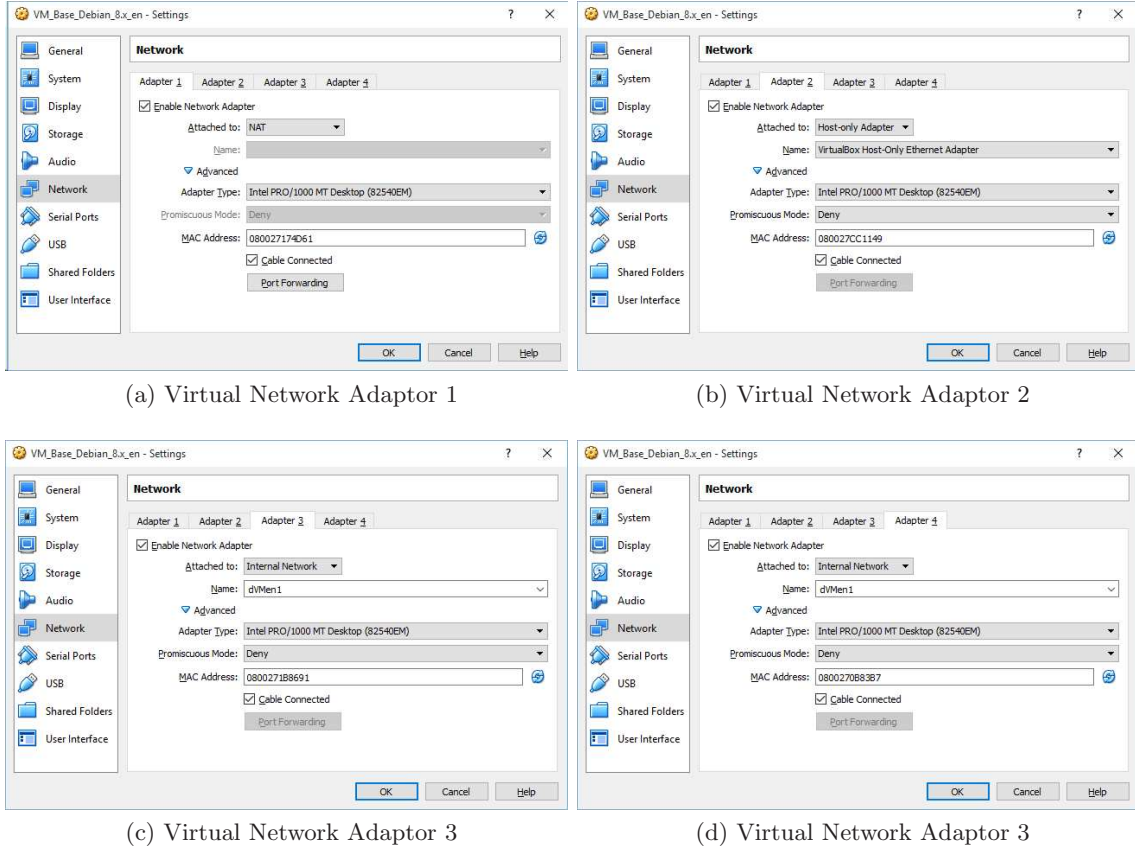 VM_Base_Debian_8.x_en - Settings ? ×
General
System
Display
Storage
Audio
Network
Serial Ports
USB
Shared Folders
User Interface
Network
Adapter 1 Adapter 2 Adapter 3 Adapter 4
Enable Network Adapter
Attached to: NAT
Name:
Advanced
Adapter Type: Intel PRO/1000 MT Desktop (82540EM)
Promiscuous Mode: Deny
MAC Address: 080027174D61
Cable Connected
Port Forwarding
OK Cancel Help
(a) Virtual Network Adaptor 1
VM_Base_Debian_8.x_en - Settings ? ×
General
System
Display
Storage
Audio
Network
Serial Ports
USB
Shared Folders
User Interface
Network
Adapter 1 Adapter 2 Adapter 3 Adapter 4
Enable Network Adapter
Attached to: Host-only Adapter
Name: VirtualBox Host-Only Ethernet Adapter
Advanced
Adapter Type: Intel PRO/1000 MT Desktop (82540EM)
Promiscuous Mode: Deny
MAC Address: 080027CC1149
Cable Connected
Port Forwarding
OK Cancel Help
(b) Virtual Network Adaptor 2
VM_Base_Debian_8.x_en - Settings ? ×
General
System
Display
Storage
Audio
Network
Serial Ports
USB
Shared Folders
User Interface
Network
Adapter 1 Adapter 2 Adapter 3 Adapter 4
Enable Network Adapter
Attached to: Internal Network
Name: dVMen1
Advanced
Adapter Type: Intel PRO/1000 MT Desktop (82540EM)
Promiscuous Mode: Deny
MAC Address: 0800271B8691
Cable Connected
Port Forwarding
OK Cancel Help
(c) Virtual Network Adaptor 3
VM_Base_Debian_8.x_en - Settings ? ×
General
System
Display
Storage
Audio
Network
Serial Ports
USB
Shared Folders
User Interface
Network
Adapter 1 Adapter 2 Adapter 3 Adapter 4
Enable Network Adapter
Attached to: Internal Network
Name: dVMen1
Advanced
Adapter Type: Intel PRO/1000 MT Desktop (82540EM)
Promiscuous Mode: Deny
MAC Address: 0800270B83B7
Cable Connected
Port Forwarding
OK Cancel Help
(d) Virtual Network Adaptor 3